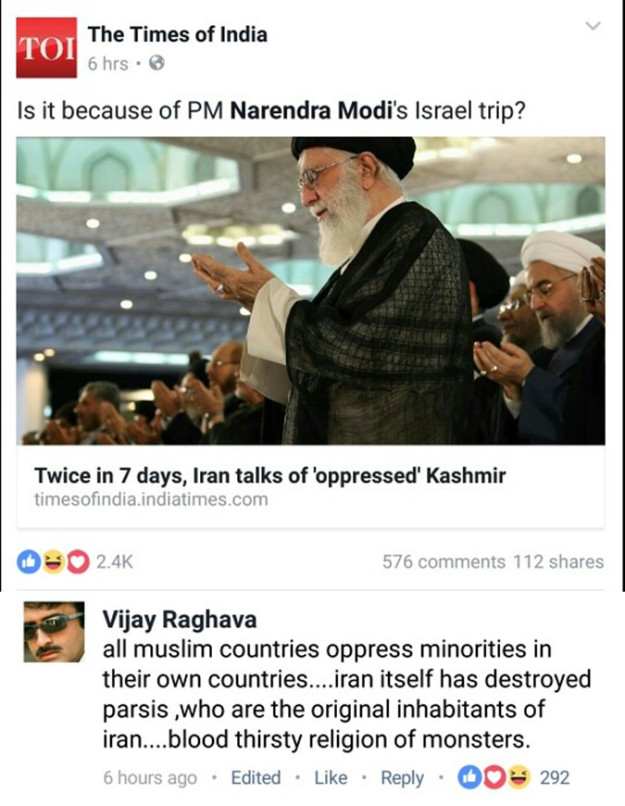 TOI
The Times of India
6 hrs •
Is it because of PM Narendra Modi's Israel trip?
Twice in 7 days, Iran talks of 'oppressed' Kashmir
timesofindia.indiatimes.com
2.4K 576 comments 112 shares
Vijay Raghava
all muslim countries oppress minorities in
their own countries....iran itself has destroyed
parsis ,who are the original inhabitants of
iran....blood thirsty religion of monsters.
6 hours ago • Edited • Like • Reply • 292